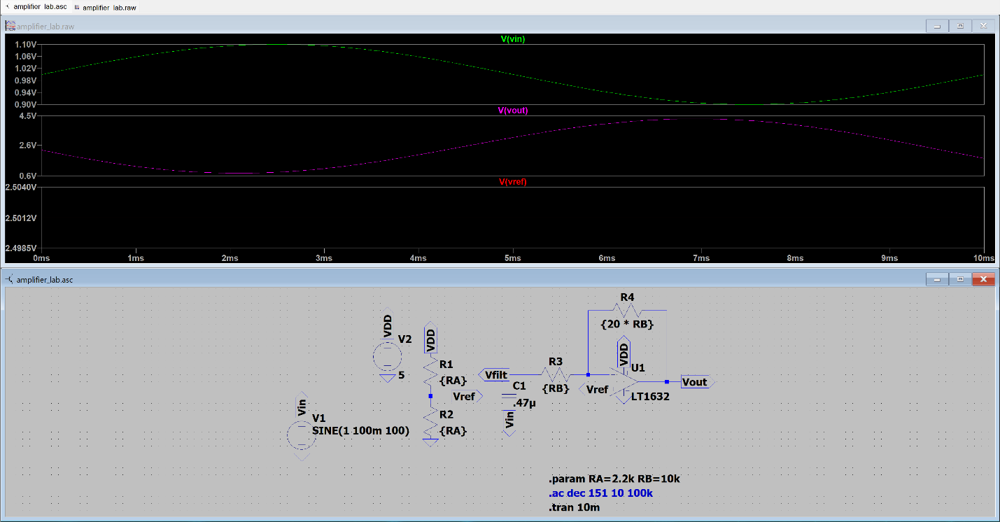 amplifier_lab.asc
amplifier_lab.raw
amplifier_lab.raw
V(vin)
1.10V
1.06V
1.02V
0.98V
0.94V
0.90V
V(vout)
4.5V
2.6V
0.6V
V(vref)
2.5040V
2.5012V
2.4985V
0ms 1ms 2ms 3ms 4ms 5ms 6ms 7ms 8ms 9ms 10ms
amplifier_lab.asc
Vin
V1
SINE(1 100m 100)
VDD
V2
5
VDD
R1
{RA}
Vref
R2
{RA}
Vfilt
C1
.47µ
Vin
R3
{RB}
R4
{20 * RB}
VDD
U1
Vref
LT1632
Vout
.param RA=2.2k RB=10k
.ac dec 151 10 100k
.tran 10m